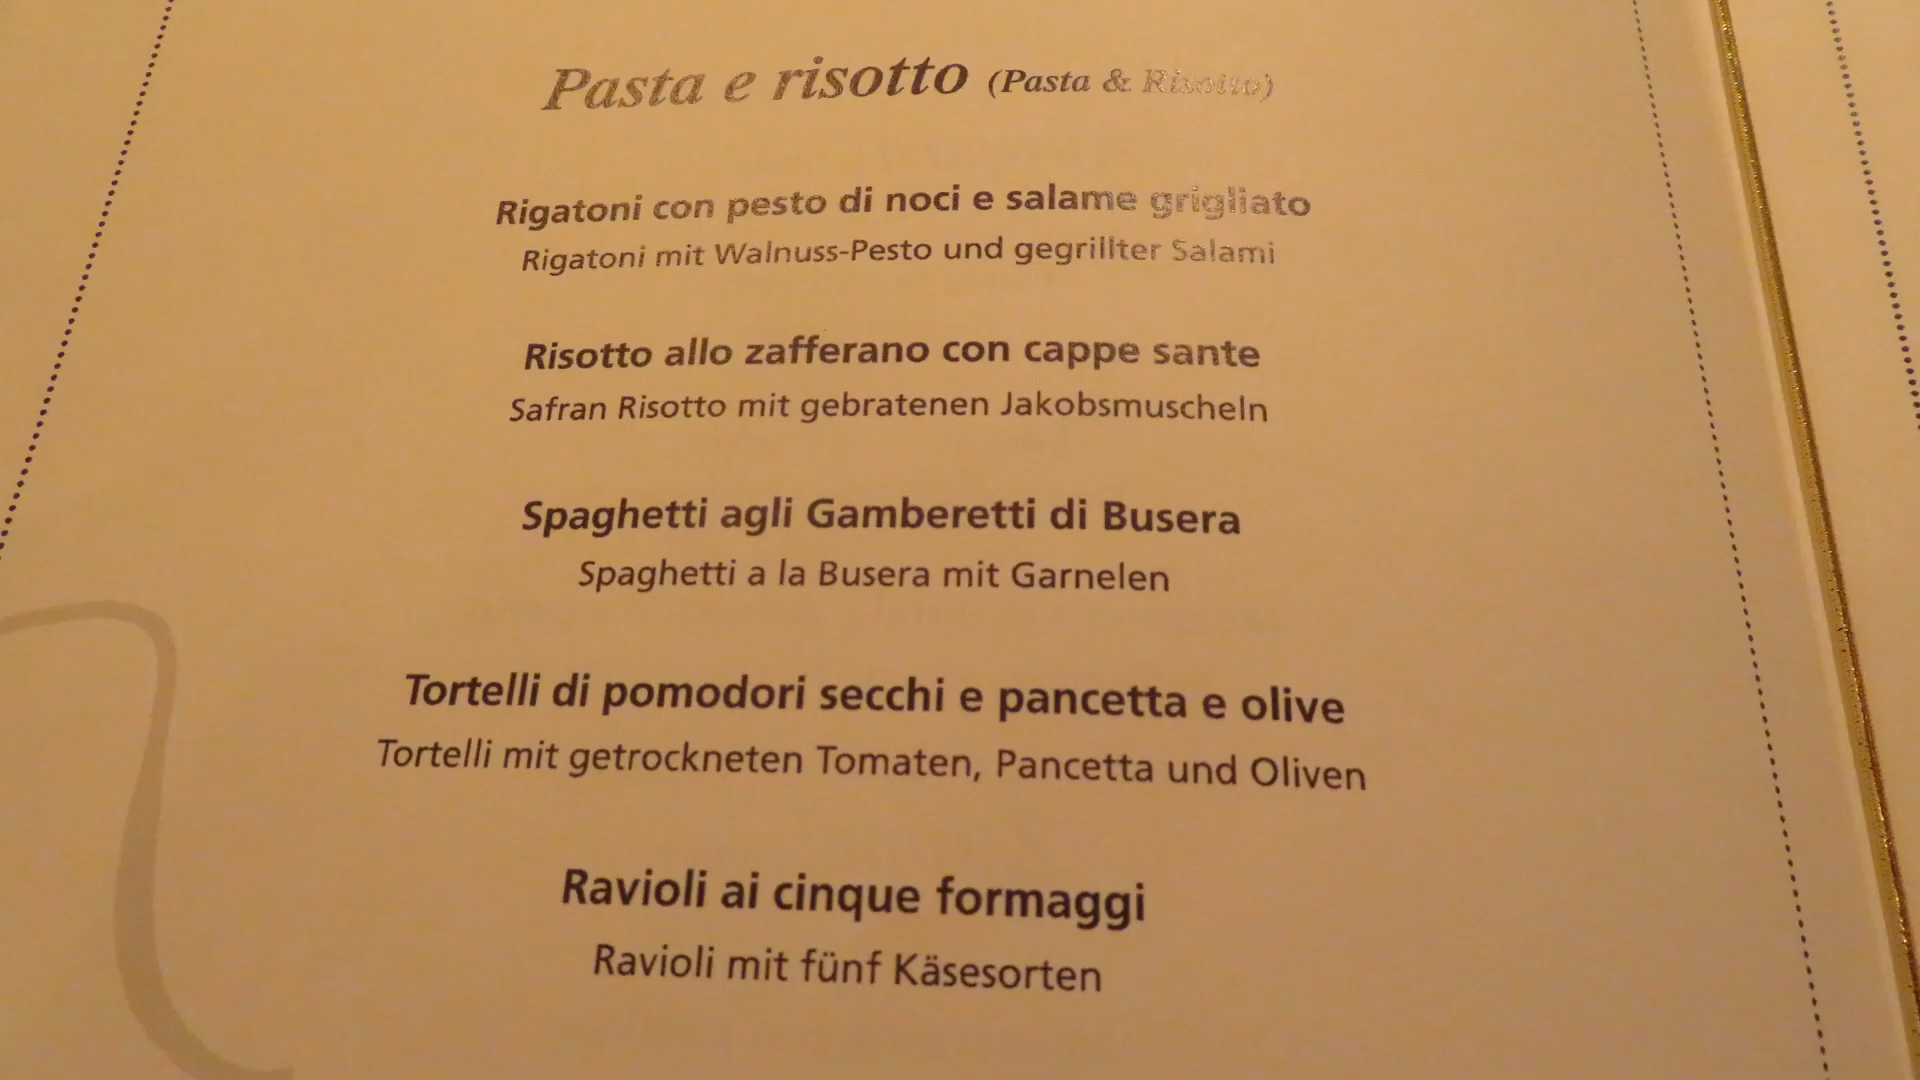 Pasta e risotto (Pasta & Risotto)
Rigatoni con pesto di noci e salame grigliato
Rigatoni mit Walnuss-Pesto und gegrillter Salami
Risotto allo zafferano con cappe sante
Safran Risotto mit gebratenen Jakobsmuscheln
Spaghetti agli Gamberetti di Busera
Spaghetti a la Busera mit Garnelen
Tortelli di pomodori secchi e pancetta e olive
Tortelli mit getrockneten Tomaten, Pancetta und Oliven
Ravioli ai cinque formaggi
Ravioli mit fünf Käsesorten